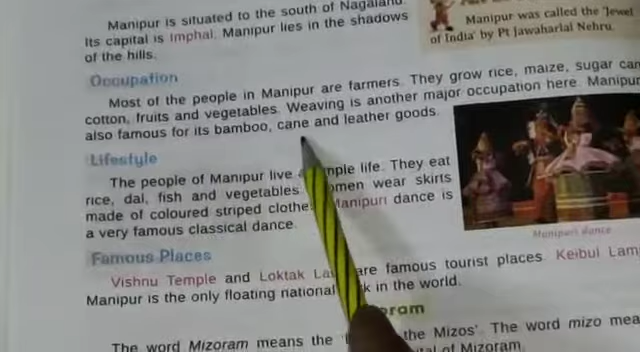 Manipur is situated to the south of Nagaland.
Its capital is Imphal. Manipur lies in the shadows
of the hills.
Manipur was called the 'Jewel
of India' by Pt Jawaharlal Nehru.
Occupation
Most of the people in Manipur are farmers. They grow rice, maize, sugar
cotton, fruits and vegetables. Weaving is another major occupation here. Manipur
also famous for its bamboo, cane and leather goods.
Lifestyle
The people of Manipur live life. They eat
rice, dal, fish and vegetables wear skirts
made of coloured striped Manipuri dance is
a very famous classical dance.
Manipuri dance
Famous Places
Vishnu Temple and Loktak are famous tourist places. Keibul
Manipur is the only floating national in the world.
The word Mizoram means the the Mizos'. The word mizo
of Mizoram.